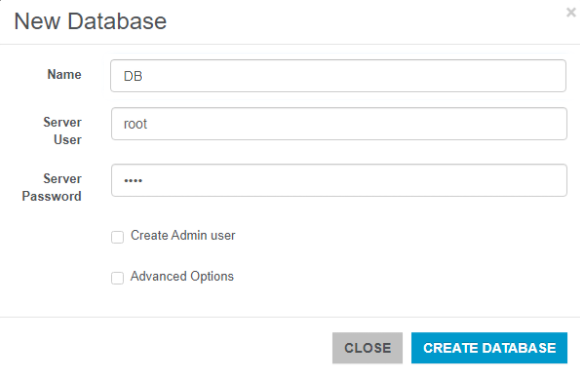 New Database
×
Name
DB
Server
User
root
Server
Password
••••
Create Admin user
Advanced Options
CLOSE
CREATE DATABASE